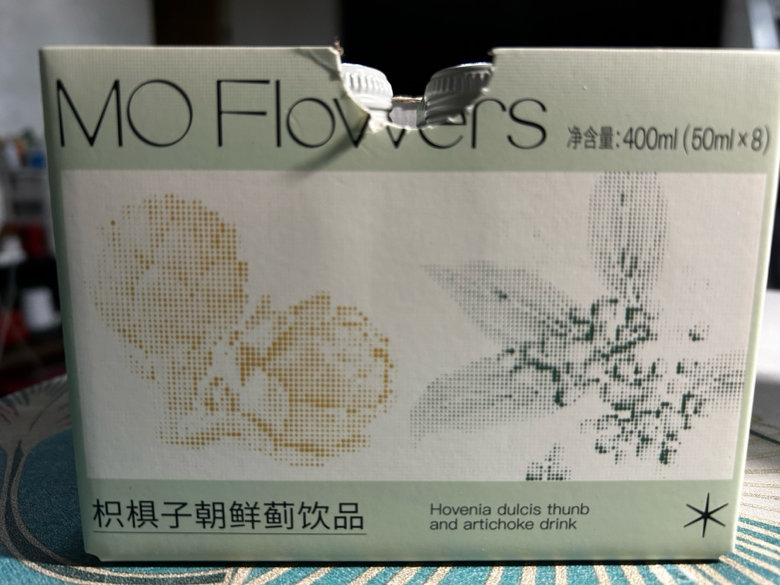 MO Flowers
净含量:400ml(50ml×8)
枳椇子朝鲜蓟饮品
Hovenia dulcis thunb
and artichoke drink